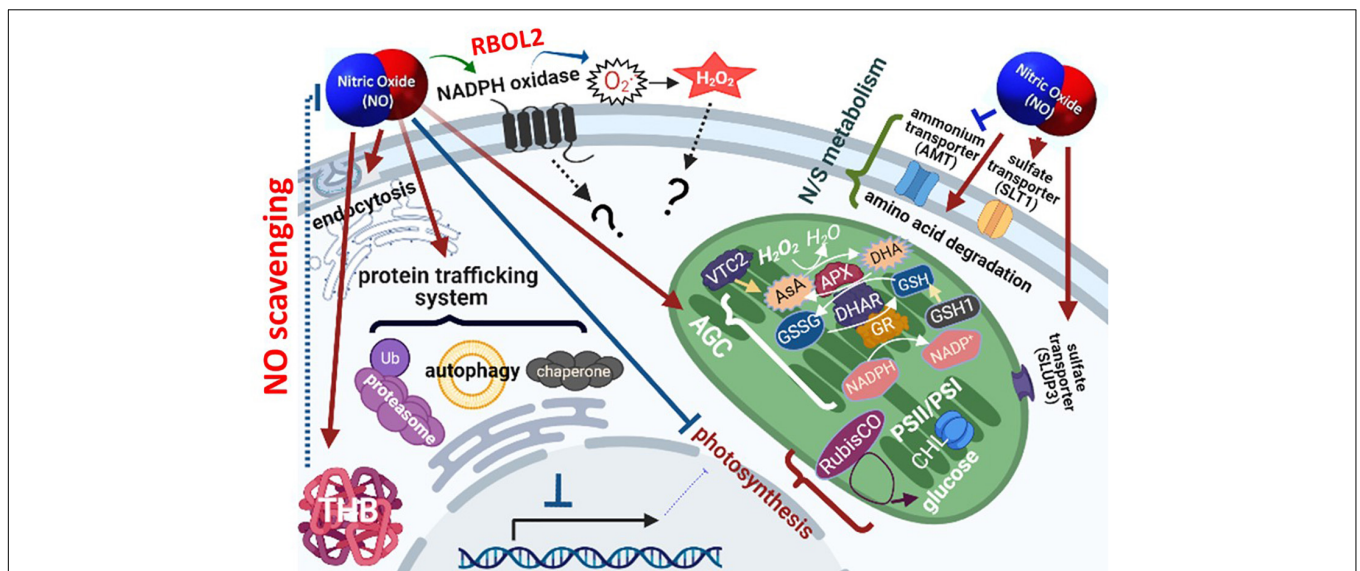 RBOL2
Nitric Oxide
(NO)
NADPH oxidase
O₂·⁻
H₂O₂
NO scavenging
endocytosis
protein trafficking
system
Ub
proteasome
autophagy
chaperone
THB
?
?
N/S metabolism
Nitric Oxide
(NO)
ammonium
transporter
(AMT)
sulfate
transporter
(SLT1)
amino acid degradation
sulfate
transporter
(SLUP3)
VTC2
H₂O₂
H₂O
DHA
AsA
APX
GSH
GSSG
DHAR
GR
GSH1
AGC
NADPH
NADP⁺
PSII/PSI
RubisCO
CHL
glucose
photosynthesis